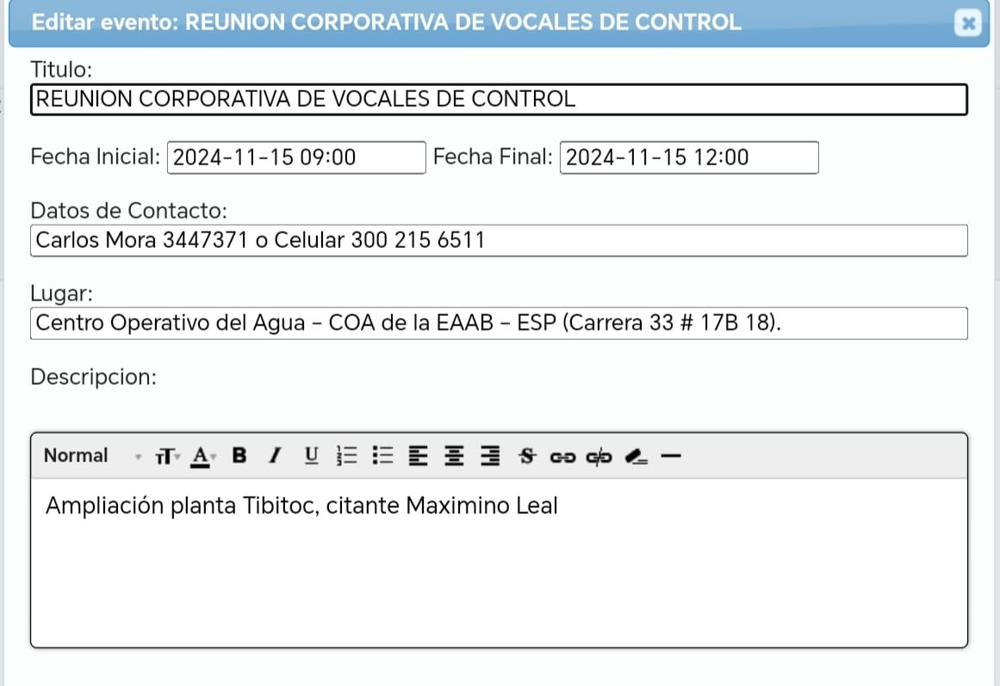 Editar evento: REUNION CORPORATIVA DE VOCALES DE CONTROL
Titulo:
REUNION CORPORATIVA DE VOCALES DE CONTROL
Fecha Inicial: 2024-11-15 09:00 Fecha Final: 2024-11-15 12:00
Datos de Contacto:
Carlos Mora 3447371 o Celular 300 215 6511
Lugar:
Centro Operativo del Agua – COA de la EAAB – ESP (Carrera 33 # 17B 18).
Descripcion:
Normal
Ampliación planta Tibitoc, citante Maximino Leal